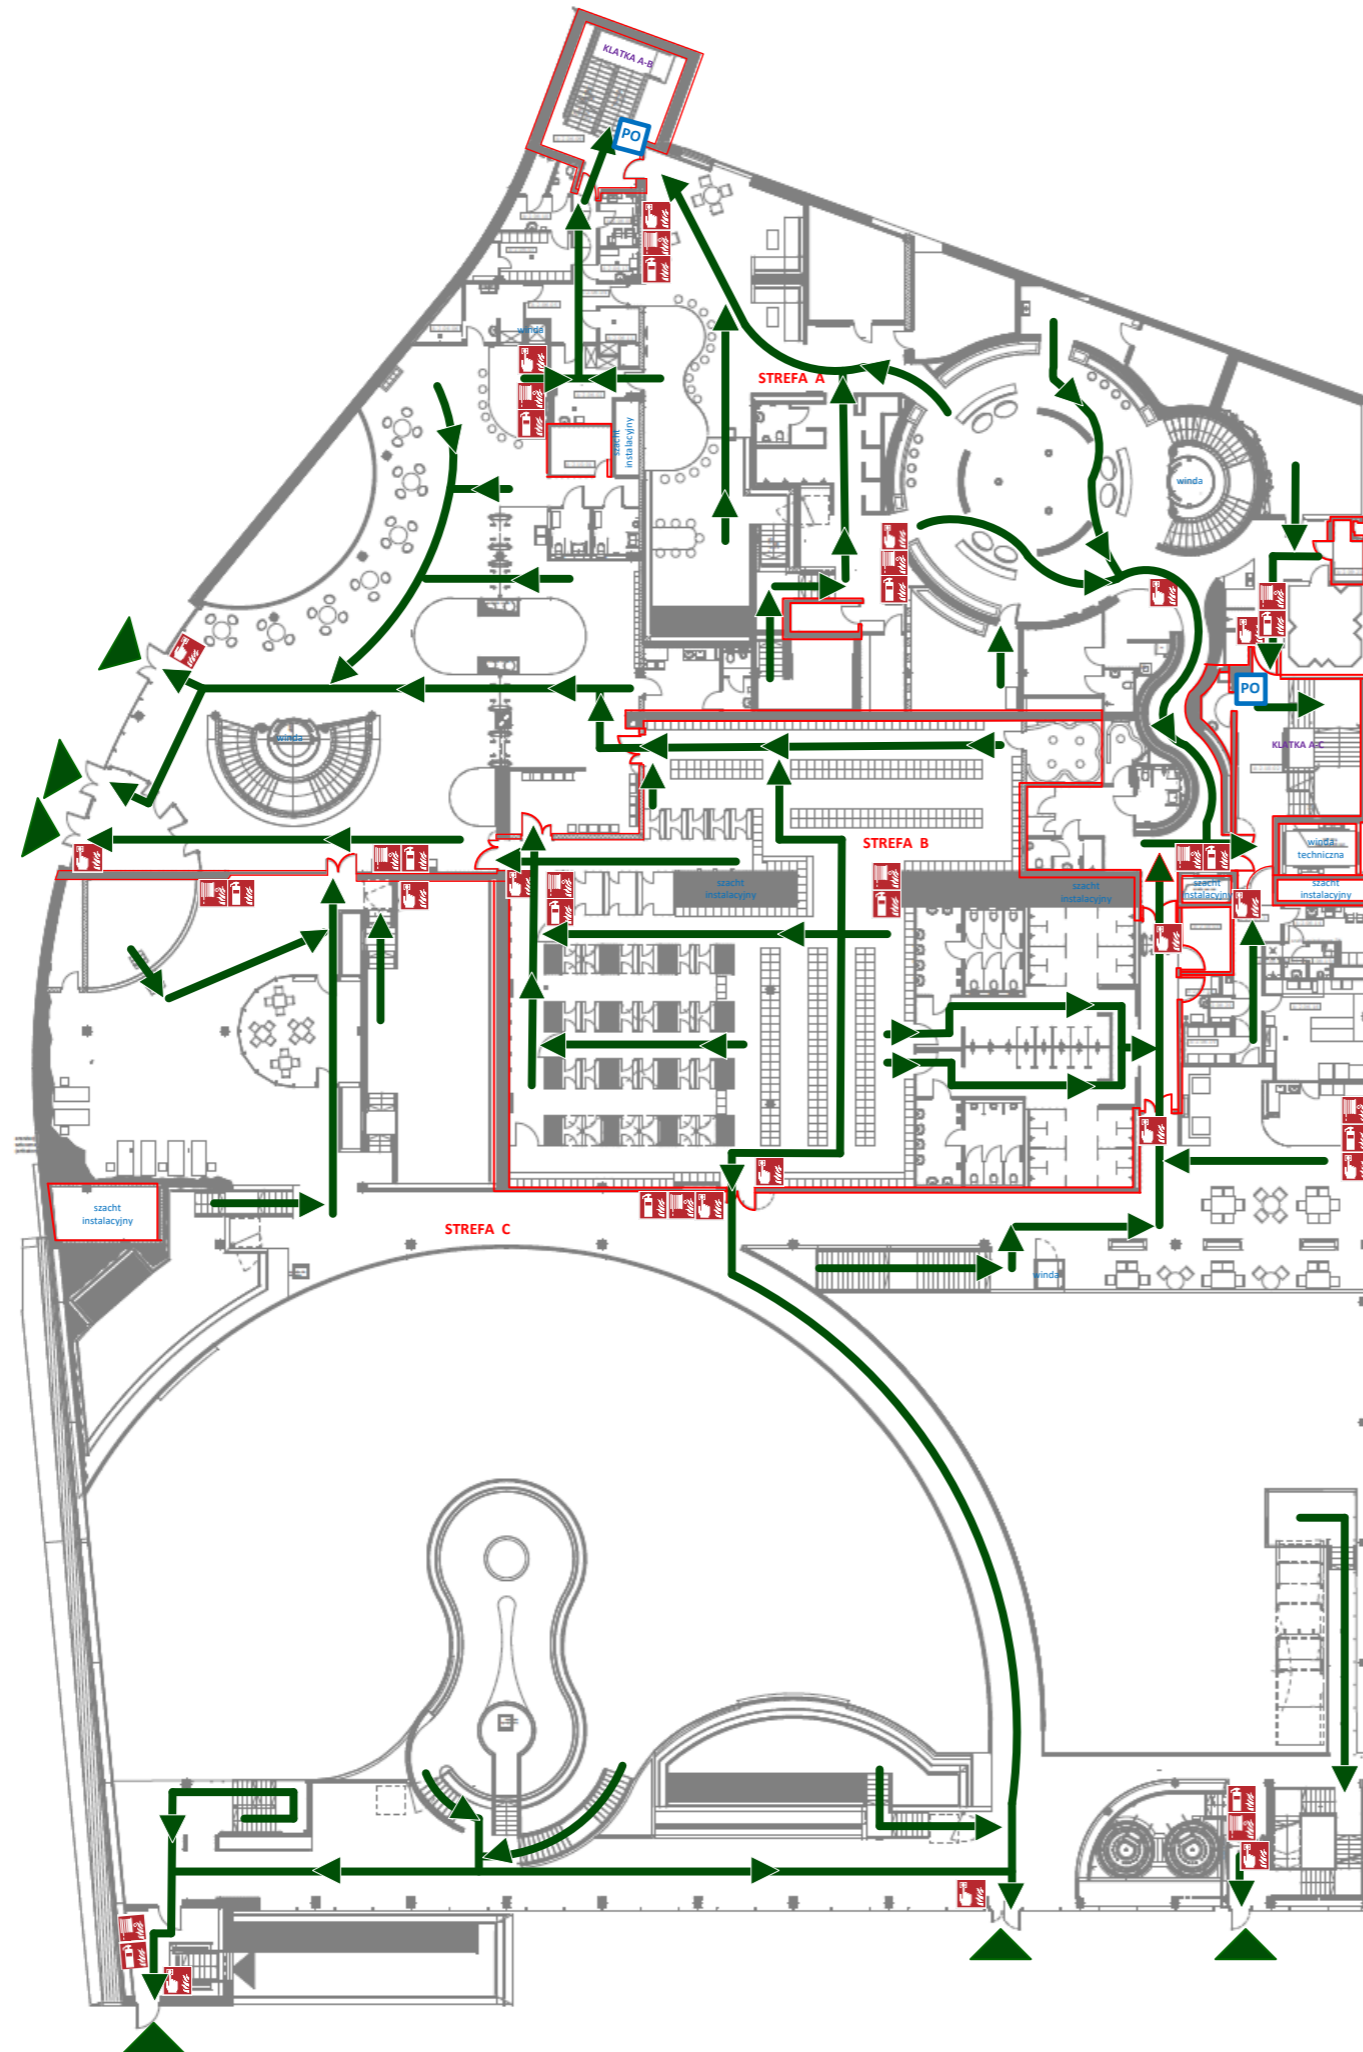 KLATKA A-B
PO
winda
STREFA A
szacht
instalacyjny
winda
winda
PO
KLATKA A-C
STREFA B
winda
techniczna
szacht
instalacyjny
szacht
instalacyjny
szacht
instalacyjny
szacht
instalacyjny
szacht
instalacyjny
STREFA C
winda